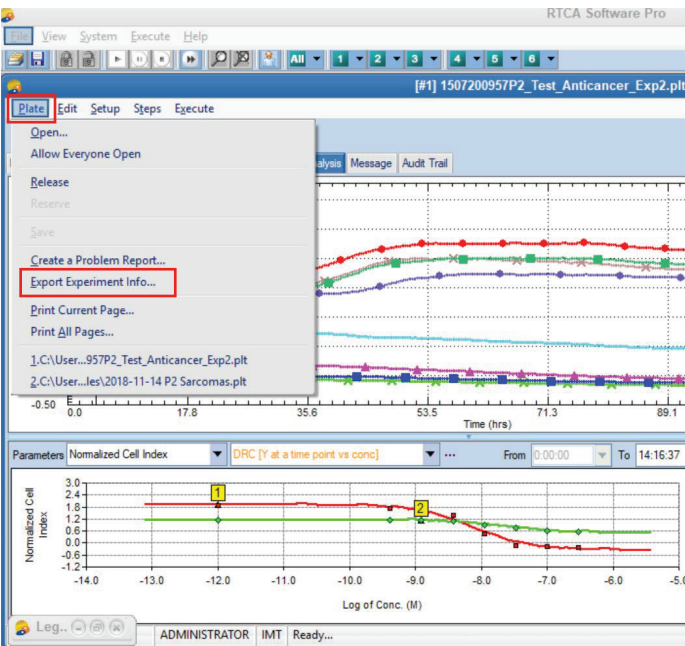 RTCA Software Pro
File View System Execute Help
All 1 2 3 4 5 6
[#1] 1507200957P2_Test_Anticancer_Exp2.plt
Plate Edit Setup Steps Execute
Open...
Allow Everyone Open
alysis Message Audit Trail
Release
Reserve
Save
Create a Problem Report...
Export Experiment Info...
Print Current Page...
Print All Pages...
1.C:\User...957P2_Test_Anticancer_Exp2.plt
2.C:\User...les\2018-11-14 P2 Sarcomas.plt
-0.50
0.0 17.8 35.6 53.5 71.3 89.1
Time (hrs)
Parameters Normalized Cell Index DRC [Y at a time point vs conc] ... From 0:00:00 To 14:16:37
Normalized Cell
Index
3.0
2.4
1.8
1.2
0.6
0.0
-0.6
-1.2
1
2
-14.0 -13.0 -12.0 -11.0 -10.0 -9.0 -8.0 -7.0 -6.0 -5.0
Log of Conc. (M)
Leg.. ADMINISTRATOR IMT Ready...